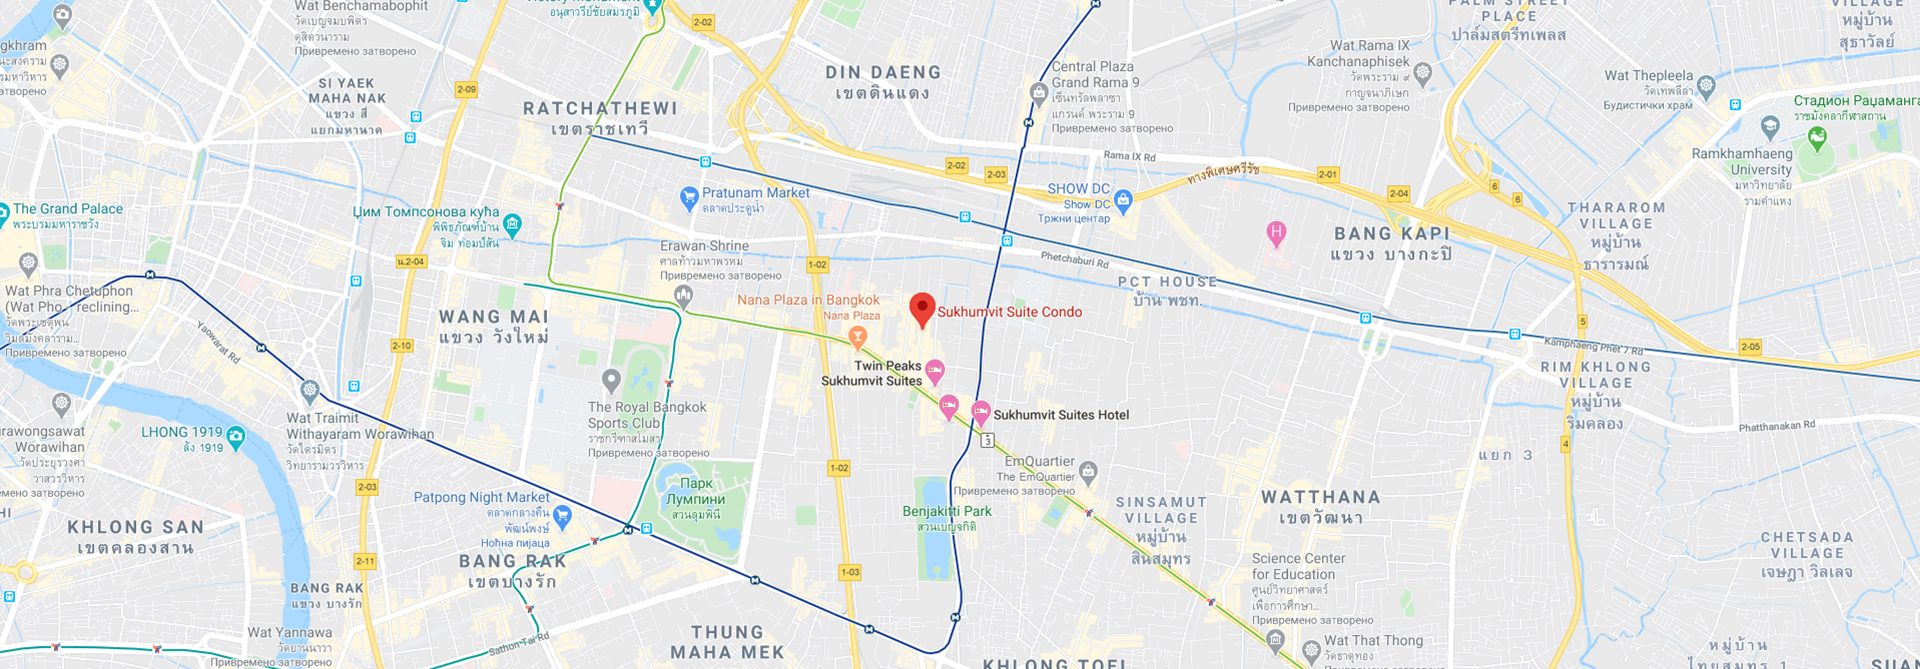 Wat Benchamabophit
วัดเบญจมบพิตร
ดุสิตวนาราม
Привремено затворено
อนุสาวรีย์ชัยสมรภูมิ
2-02
2-09
SI YAEK
MAHA NAK
แขวง สี่
แยกมหานาค
RATCHATHEWI
เขตราชเทวี
DIN DAENG
เขตดินแดง
Central Plaza
Grand Rama 9
เซ็นทรัลพลาซา
แกรนด์ พระราม 9
Привремено затворено
Wat Rama IX
Kanchanaphisek
วัดพระราม ๙
กาญจนาภิเษก
Привремено затворено
PALM STREET
PLACE
ปาล์มสตรีทเพลส
VILLAGE
หมู่บ้าน
สุธาวัลย์
Wat Thepleela
วัดเทพลีลา
Будистички храм
Стадион Раџаманга
ราชมังคลากีฬาสถาน
Ramkhamhaeng
University
มหาวิทยาลัย
รามคำแหง
Rama IX Rd
2-02
2-03
ทางพิเศษศรีรัช
2-01
2-04
6
6
SHOW DC
Show DC
Тржни центар
Pratunam Market
ตลาดประตูน้ำ
The Grand Palace
พระบรมมหาราชวัง
Џим Томпсонова кућа
พิพิธภัณฑ์บ้าน
จิม ทอมป์สัน
Erawan Shrine
ศาลท้าวมหาพรหม
Привремено затворено
THARAROM
VILLAGE
หมู่บ้าน
ธารารมณ์
BANG KAPI
แขวง บางกะปิ
Phetchaburi Rd
PCT HOUSE
บ้าน พชท.
น.2-04
1-02
Wat Phra Chetuphon
(Wat Pho - reclining...
วัดพระเชตุพน
วิมลมังคลาราม...
Привремено затворено
Yaowarat Rd
WANG MAI
แขวง วังใหม่
2-10
Nana Plaza in Bangkok
Nana Plaza
Sukhumvit Suite Condo
Twin Peaks
Sukhumvit Suites
Sukhumvit Suites Hotel
3
5
Kamphaeng Phet 7 Rd
2-05
RIM KHLONG
VILLAGE
หมู่บ้าน
ริมคลอง
Phatthanakan Rd
4
แยก 3
Worawihan
วัดประยุรวงศา
วาสวรวิหาร
LHONG 1919
ล้ง 1919
Wat Traimit
Withayaram Worawihan
วัดไตรมิตร
วิทยารามวรวิหาร
The Royal Bangkok
Sports Club
ราชกรีฑาสโมสร
Привремено затворено
2-03
1-02
Парк
Лумпини
สวนลุมพินี
EmQuartier
The EmQuartier
Привремено затворено
Benjakitti Park
สวนเบญจกิติ
SINSAMUT
VILLAGE
หมู่บ้าน
สินสมุทร
WATTHANA
เขตวัฒนา
Patpong Night Market
ตลาดกลางคืน
พัฒน์พงษ์
Ноћна пијаца
KHLONG SAN
เขตคลองสาน
BANG RAK
เขตบางรัก
2-11
1-03
BANG RAK
แขวง บางรัก
CHETSADA
VILLAGE
เจษฎา วิลเลจ
Science Center
for Education
ศูนย์วิทยาศาสตร์
เพื่อการศึกษา...
Привремено затворено
Wat Yannawa
วัดยานนาวา
Привремено затворено
Sathon Tai Rd
THUNG
MAHA MEK
KHLONG TOEI
Wat That Thong
วัดธาตุทอง
Привремено затворено
หมู่บ้าน
ไทยสมุทร 1